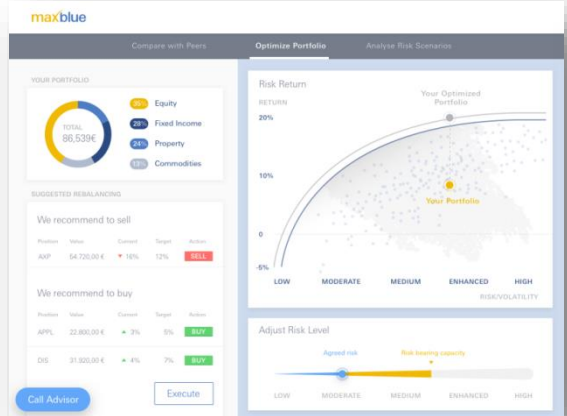 maxblue
Compare with Peers
Optimize Portfolio
Analyse Risk Scenarios
YOUR PORTFOLIO
TOTAL
86,539€
Equity
28% Fixed Income
24% Property
Commodities
SUGGESTED REBALANCING
We recommend to sell
Position Value Current Target Action
AXP 54.720,00 € ▼ 16% 12% SELL
We recommend to buy
Position Value Current Target Action
APPL 22.800,00 € ▲ 3% 5% BUY
DIS 31.920,00 € ▲ 4% 7% BUY
Call Advisor
Execute
Risk Return
RETURN
Your Optimized
Portfolio
20%
10%
Your Portfolio
0
-5%
LOW MODERATE MEDIUM ENHANCED HIGH
RISK/VOLATILITY
Adjust Risk Level
Agreed risk
Risk bearing capacity
LOW MODERATE MEDIUM ENHANCED HIGH